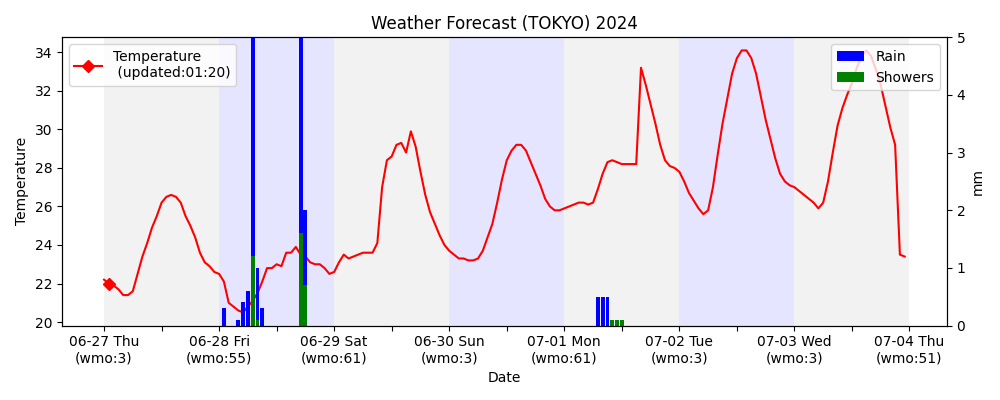 Weather Forecast (TOKYO) 2024
Temperature
(updated:01:20)
Rain
Showers
34
32
30
28
26
24
22
20
Temperature
5
4
3
2
1
0
mm
06-27 Thu
(wmo:3)
06-28 Fri
(wmo:55)
06-29 Sat
(wmo:61)
06-30 Sun
(wmo:3)
07-01 Mon
(wmo:61)
07-02 Tue
(wmo:3)
07-03 Wed
(wmo:3)
07-04 Thu
(wmo:51)
Date